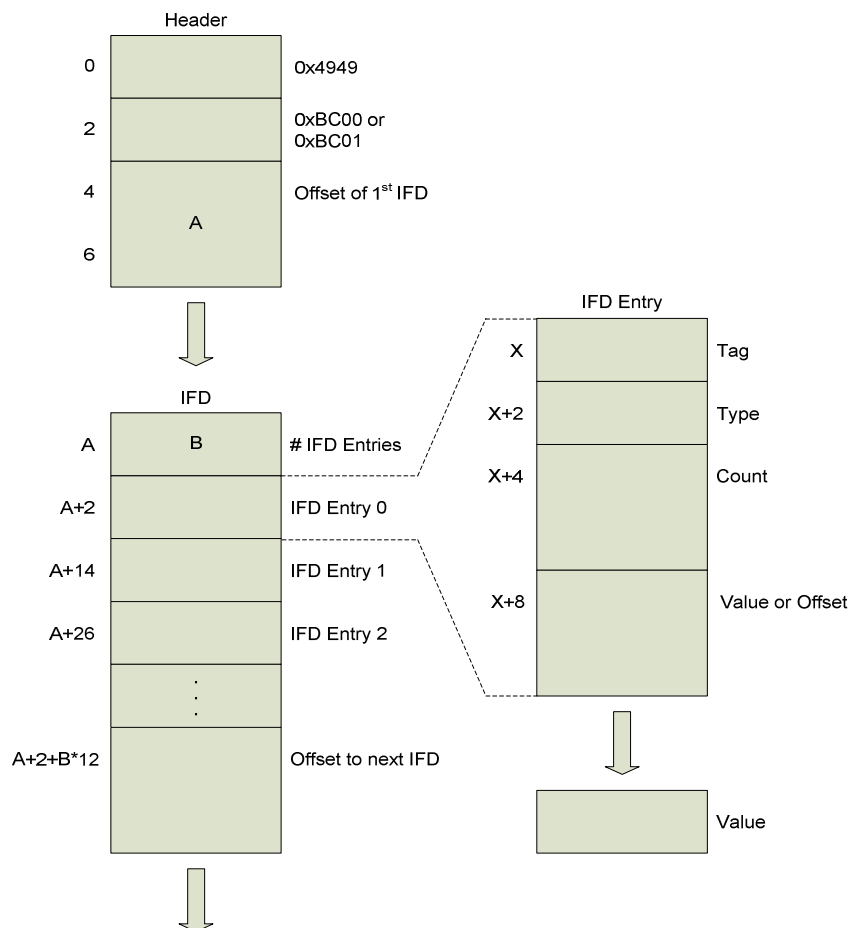 Header
0 0x4949
2 0xBC00 or
0xBC01
4 Offset of 1st IFD
A
6
IFD
A B # IFD Entries
A+2 IFD Entry 0
A+14 IFD Entry 1
A+26 IFD Entry 2
.
.
.
A+2+B*12 Offset to next IFD
IFD Entry
X Tag
X+2 Type
X+4 Count
X+8 Value or Offset
Value